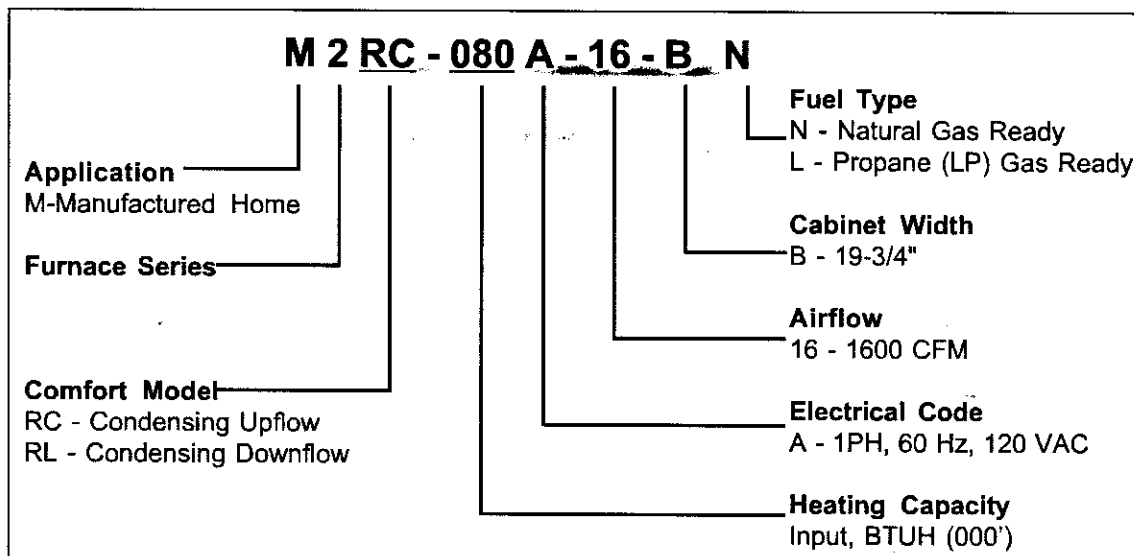 M 2 RC - 080 A - 16 - B N
Application
M-Manufactured Home
Furnace Series
Comfort Model
RC - Condensing Upflow
RL - Condensing Downflow
Fuel Type
N - Natural Gas Ready
L - Propane (LP) Gas Ready
Cabinet Width
B - 19-3/4"
Airflow
16 - 1600 CFM
Electrical Code
A - 1PH, 60 Hz, 120 VAC
Heating Capacity
Input, BTUH (000')